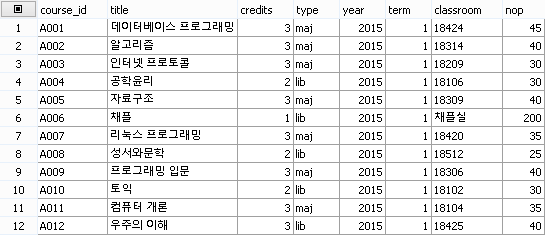 course_id title credits type year term classroom nop
1 A001 데이터베이스 프로그래밍 3 maj 2015 1 18424 45
2 A002 알고리즘 3 maj 2015 1 18314 40
3 A003 인터넷 프로토콜 3 maj 2015 1 18209 30
4 A004 공학윤리 2 lib 2015 1 18106 30
5 A005 자료구조 3 maj 2015 1 18309 40
6 A006 채플 1 lib 2015 1 채플실 200
7 A007 리눅스 프로그래밍 3 maj 2015 1 18420 35
8 A008 성서와문학 2 lib 2015 1 18512 25
9 A009 프로그래밍 입문 3 maj 2015 1 18306 40
10 A010 토익 2 lib 2015 1 18102 30
11 A011 컴퓨터 개론 3 maj 2015 1 18104 35
12 A012 우주의 이해 3 lib 2015 1 18425 40